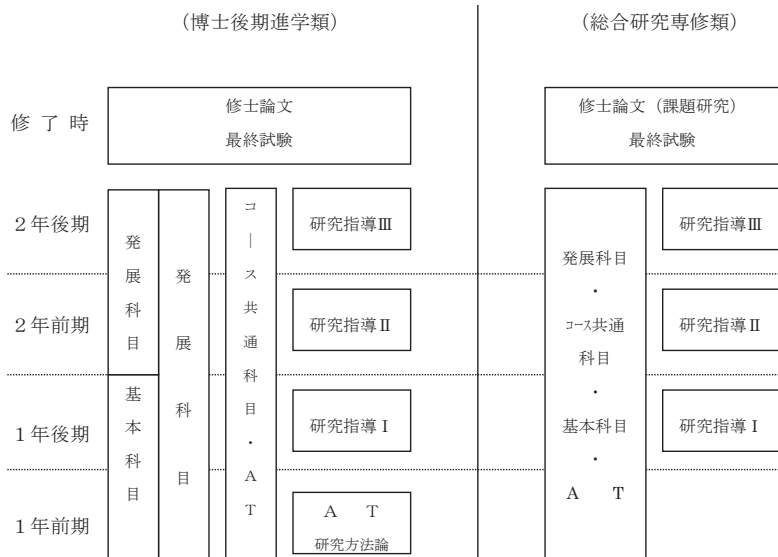 (博士後期進学類)
(総合研究専修類)
修了時
修士論文
最終試験
修士論文（課題研究）
最終試験
2年後期
2年前期
1年後期
1年前期
発展科目
基本科目
発展科目
コース共通科目・AT
研究指導Ⅲ
研究指導Ⅱ
研究指導Ⅰ
A T
研究方法論
発展科目
・
コース共通
科目
・
基本科目
・
A T
研究指導Ⅲ
研究指導Ⅱ
研究指導Ⅰ